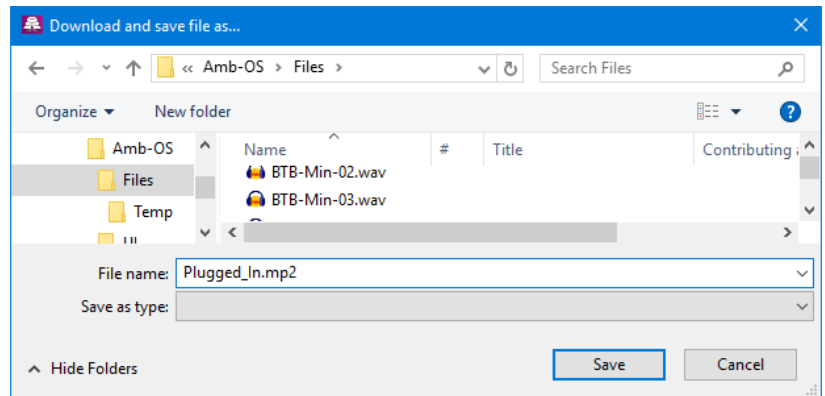 Download and save file as...
« Amb-OS > Files >
Search Files
Organize
New folder
?
Amb-OS
Files
Temp
Name
#
Title
Contributing
BTB-Min-02.wav
BTB-Min-03.wav
File name: Plugged_In.mp2
Save as type:
Hide Folders
Save
Cancel